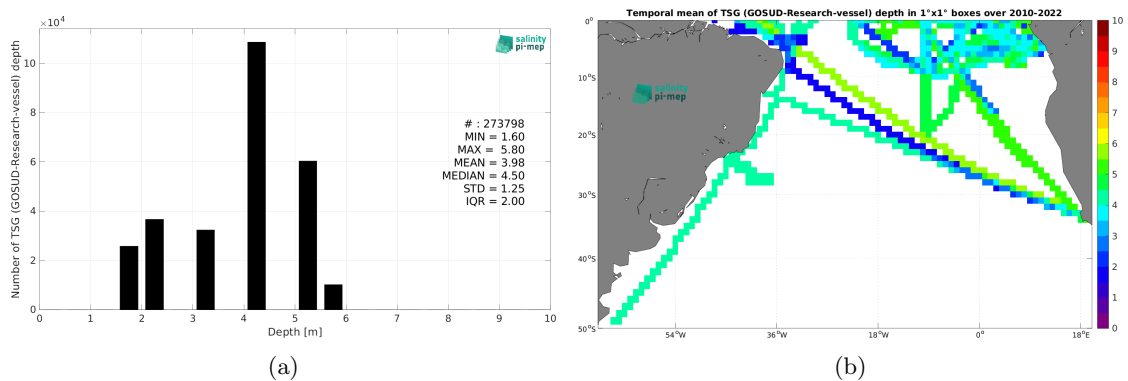 ×10⁴
salinity
pi-mep
10
8
6
4
2
0
Number of TSG (GOSUD-Research-vessel) depth
# : 273798
MIN = 1.60
MAX = 5.80
MEAN = 3.98
MEDIAN = 4.50
STD = 1.25
IQR = 2.00
0 1 2 3 4 5 6 7 8 9 10
Depth [m]
(a)
Temporal mean of TSG (GOSUD-Research-vessel) depth in 1°x1° boxes over 2010-2022
0°
10°S
20°S
30°S
40°S
50°S
salinity
pi-mep
54°W 36°W 18°W 0° 18°E
10
9
8
7
6
5
4
3
2
1
0
(b)